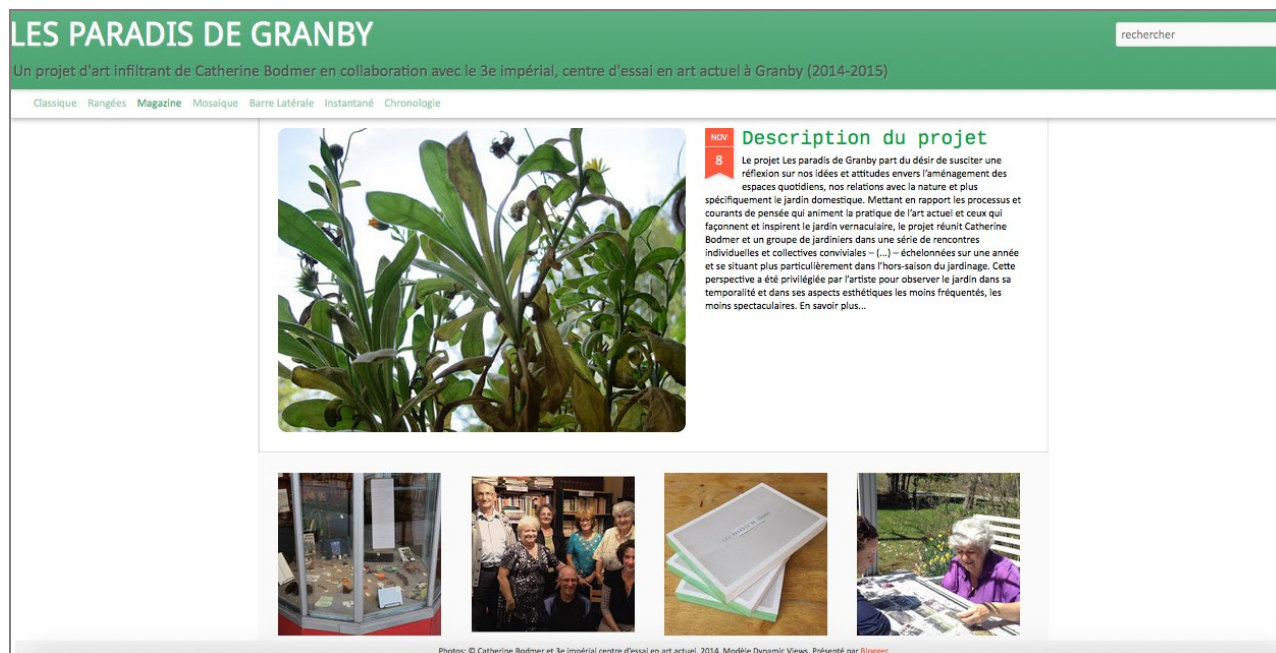 LES PARADIS DE GRANBY
rechercher
Un projet d'art infiltrant de Catherine Bodmer en collaboration avec le 3e impérial, centre d'essai en art actuel à Granby (2014-2015)
Classique Rangées Magazine Mosaïque Barre Latérale Instantané Chronologie
NOV
8
Description du projet
Le projet Les paradis de Granby part du désir de susciter une
réflexion sur nos idées et attitudes envers l'aménagement des
espaces quotidiens, nos relations avec la nature et plus
spécifiquement le jardin domestique. Mettant en rapport les processus et
courants de pensée qui animent la pratique de l'art actuel et ceux qui
façonnent et inspirent le jardin vernaculaire, le projet réunit Catherine
Bodmer et un groupe de jardiniers dans une série de rencontres
individuelles et collectives conviviales – (...) – échelonnées sur une année
et se situant plus particulièrement dans l'hors-saison du jardinage. Cette
perspective a été privilégiée par l'artiste pour observer le jardin dans sa
temporalité et dans ses aspects esthétiques les moins fréquentés, les
moins spectaculaires. En savoir plus...
LES PARADIS DE GRANBY
Photos: © Catherine Bodmer et 3e impérial centre d'essai en art actuel, 2014. Modèle Dynamic Views. Présenté par Blogger.